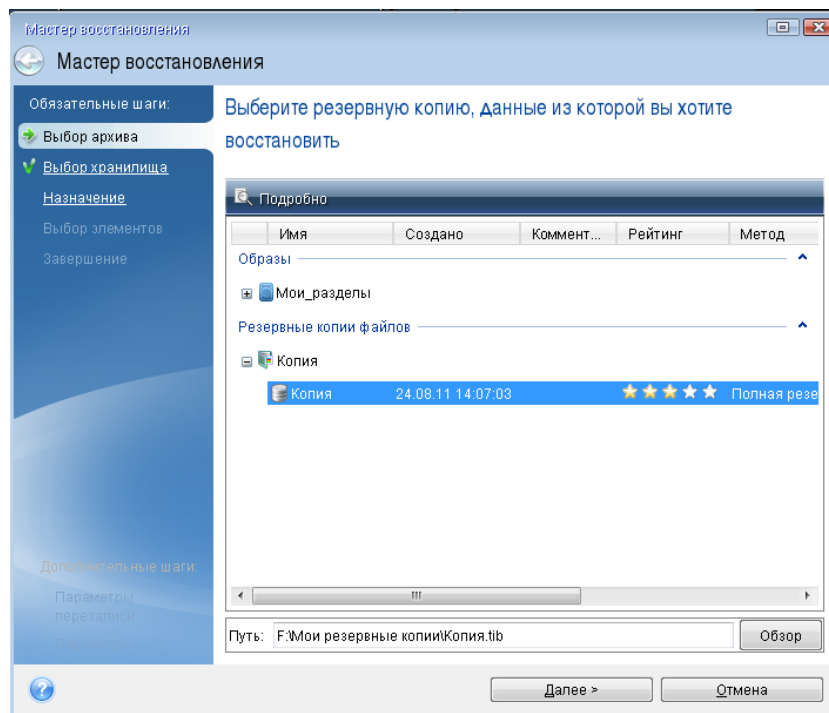 Мастер восстановления
Мастер восстановления
Обязательные шаги:
Выбор архива
Выбор хранилища
Назначение
Выбор элементов
Завершение
Дополнительные шаги:
Параметры
перезаписи
Выберите резервную копию, данные из которой вы хотите
восстановить
Подробно
Имя Создано Коммент... Рейтинг Метод
Образы
Мои_разделы
Резервные копии файлов
Копия
Копия 24.08.11 14:07:03 Полная резе
Путь: F:\Мои резервные копии\Копия.tib Обзор
Далее > Отмена